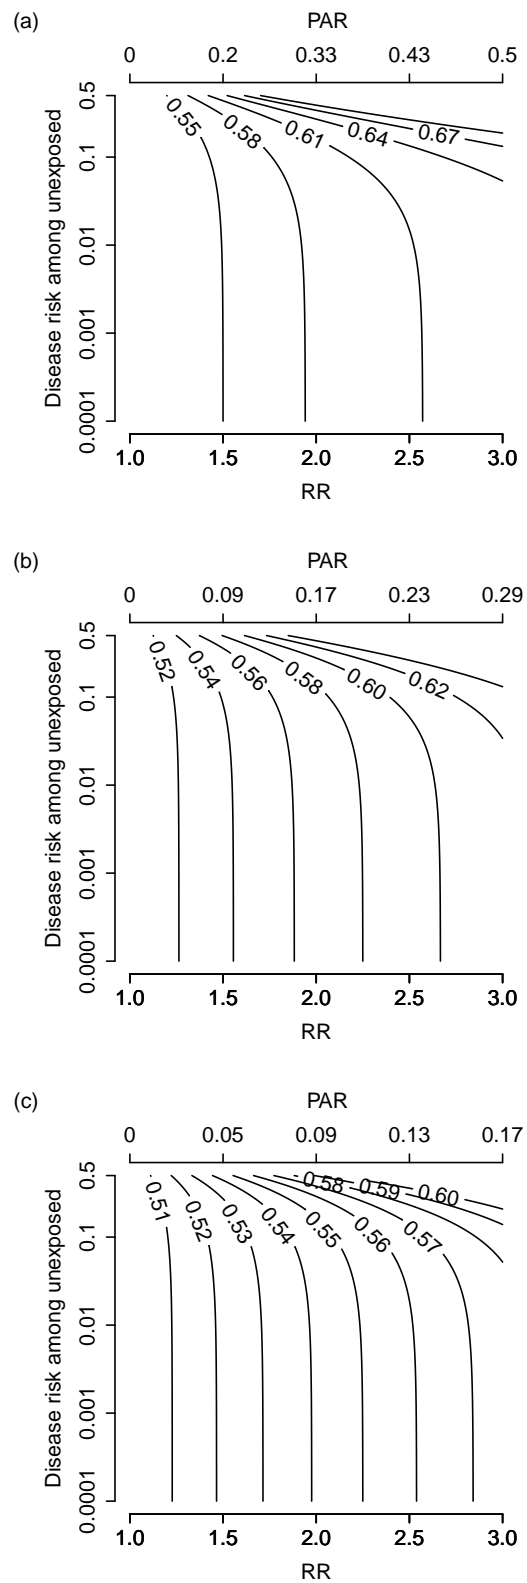 (a)
PAR
0 0.2 0.33 0.43 0.5
Disease risk among unexposed
0.5
0.1
0.01
0.001
0.0001
0.55 0.58 0.61 0.64 0.67
1.0 1.5 2.0 2.5 3.0
RR
(b)
PAR
0 0.09 0.17 0.23 0.29
Disease risk among unexposed
0.5
0.1
0.01
0.001
0.0001
0.52 0.54 0.56 0.58 0.60 0.62
1.0 1.5 2.0 2.5 3.0
RR
(c)
PAR
0 0.05 0.09 0.13 0.17
Disease risk among unexposed
0.5
0.1
0.01
0.001
0.0001
0.51 0.52 0.53 0.54 0.55 0.56 0.57 0.58 0.59 0.60
1.0 1.5 2.0 2.5 3.0
RR